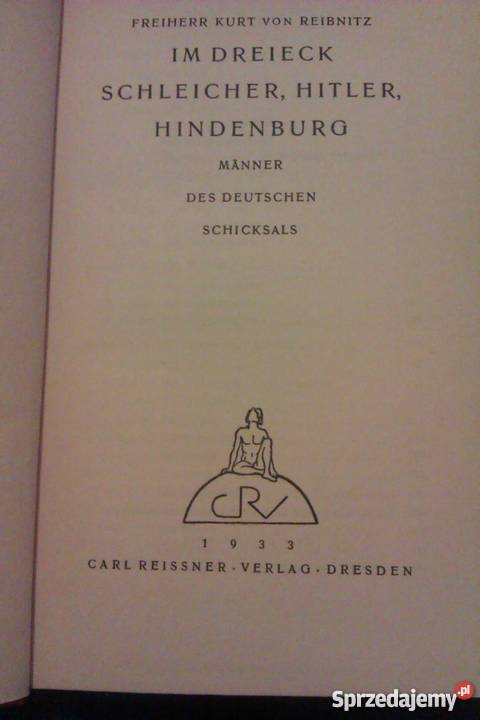 FREIHERR KURT VON REIBNITZ
IM DREIECK
SCHLEICHER, HITLER,
HINDENBURG
MÄNNER
DES DEUTSCHEN
SCHICKSALS
CRV
1933
CARL REISSNER · VERLAG · DRESDEN
Sprzedajemy.pl